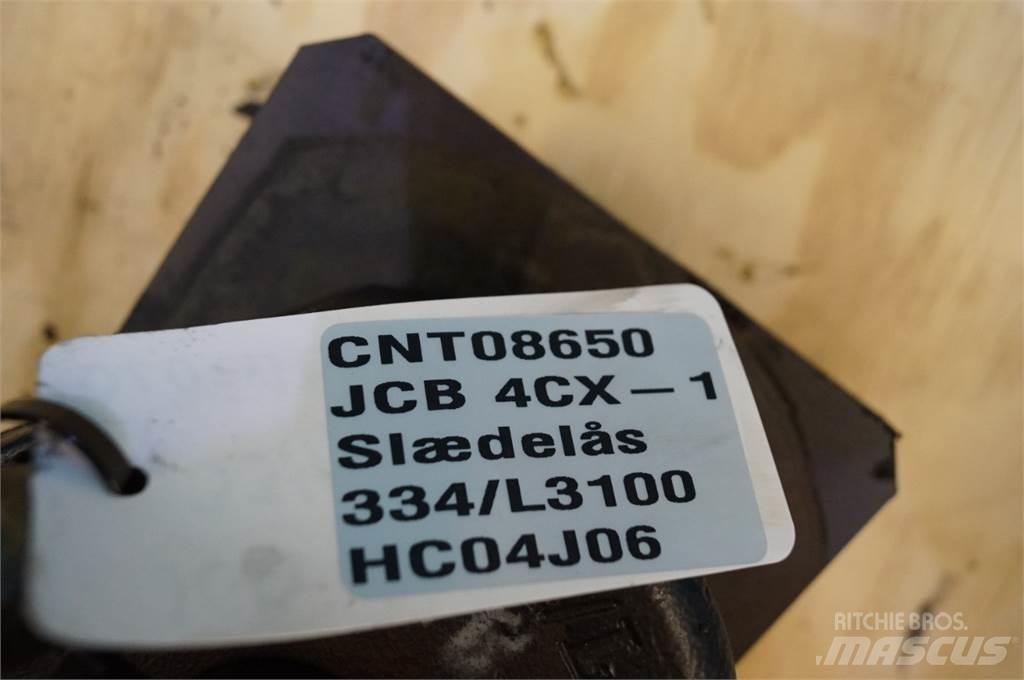 CNT08650
JCB 4CX-1
Slædelås
334/L3100
HC04J06
RITCHIE BROS.
MASCUS